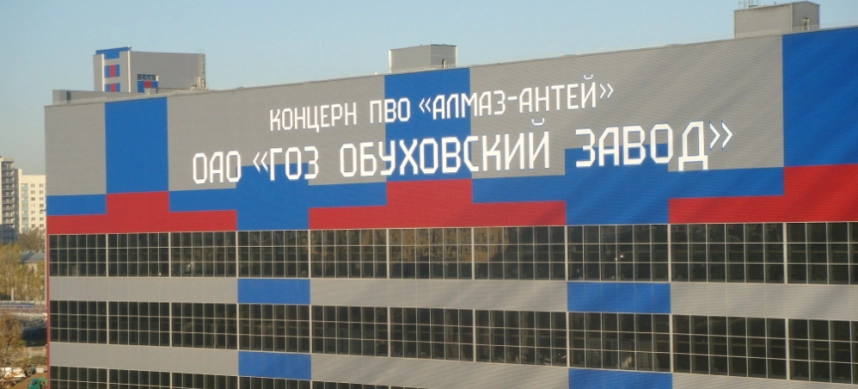 КОНЦЕРН ПВО «АЛМАЗ-АНТЕЙ»
ОАО «ГОЗ ОБУХОВСКИЙ ЗАВОД»